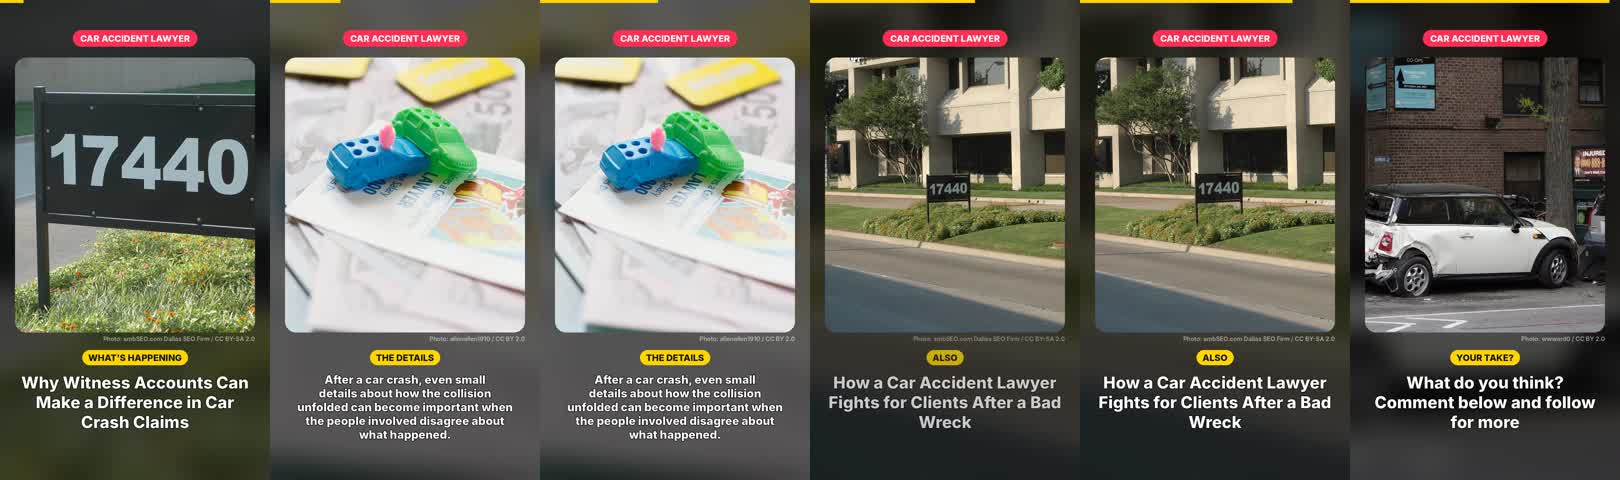 CAR ACCIDENT LAWYER
17440
Photo: smbSEO.com Dallas SEO Firm / CC BY-SA 2.0
WHAT'S HAPPENING
Why Witness Accounts Can
Make a Difference in Car
Crash Claims
CAR ACCIDENT LAWYER
50
Photo: allenallen1910 / CC BY 2.0
THE DETAILS
After a car crash, even small
details about how the collision
unfolded can become important when
the people involved disagree about
what happened.
CAR ACCIDENT LAWYER
50
Photo: allenallen1910 / CC BY 2.0
THE DETAILS
After a car crash, even small
details about how the collision
unfolded can become important when
the people involved disagree about
what happened.
CAR ACCIDENT LAWYER
17440
Photo: smbSEO.com Dallas SEO Firm / CC BY-SA 2.0
ALSO
How a Car Accident Lawyer
Fights for Clients After a Bad
Wreck
CAR ACCIDENT LAWYER
17440
Photo: smbSEO.com Dallas SEO Firm / CC BY-SA 2.0
ALSO
How a Car Accident Lawyer
Fights for Clients After a Bad
Wreck
CAR ACCIDENT LAWYER
CO-OPS
INJURED
Photo: wwward0 / CC BY 2.0
YOUR TAKE?
What do you think?
Comment below and follow
for more